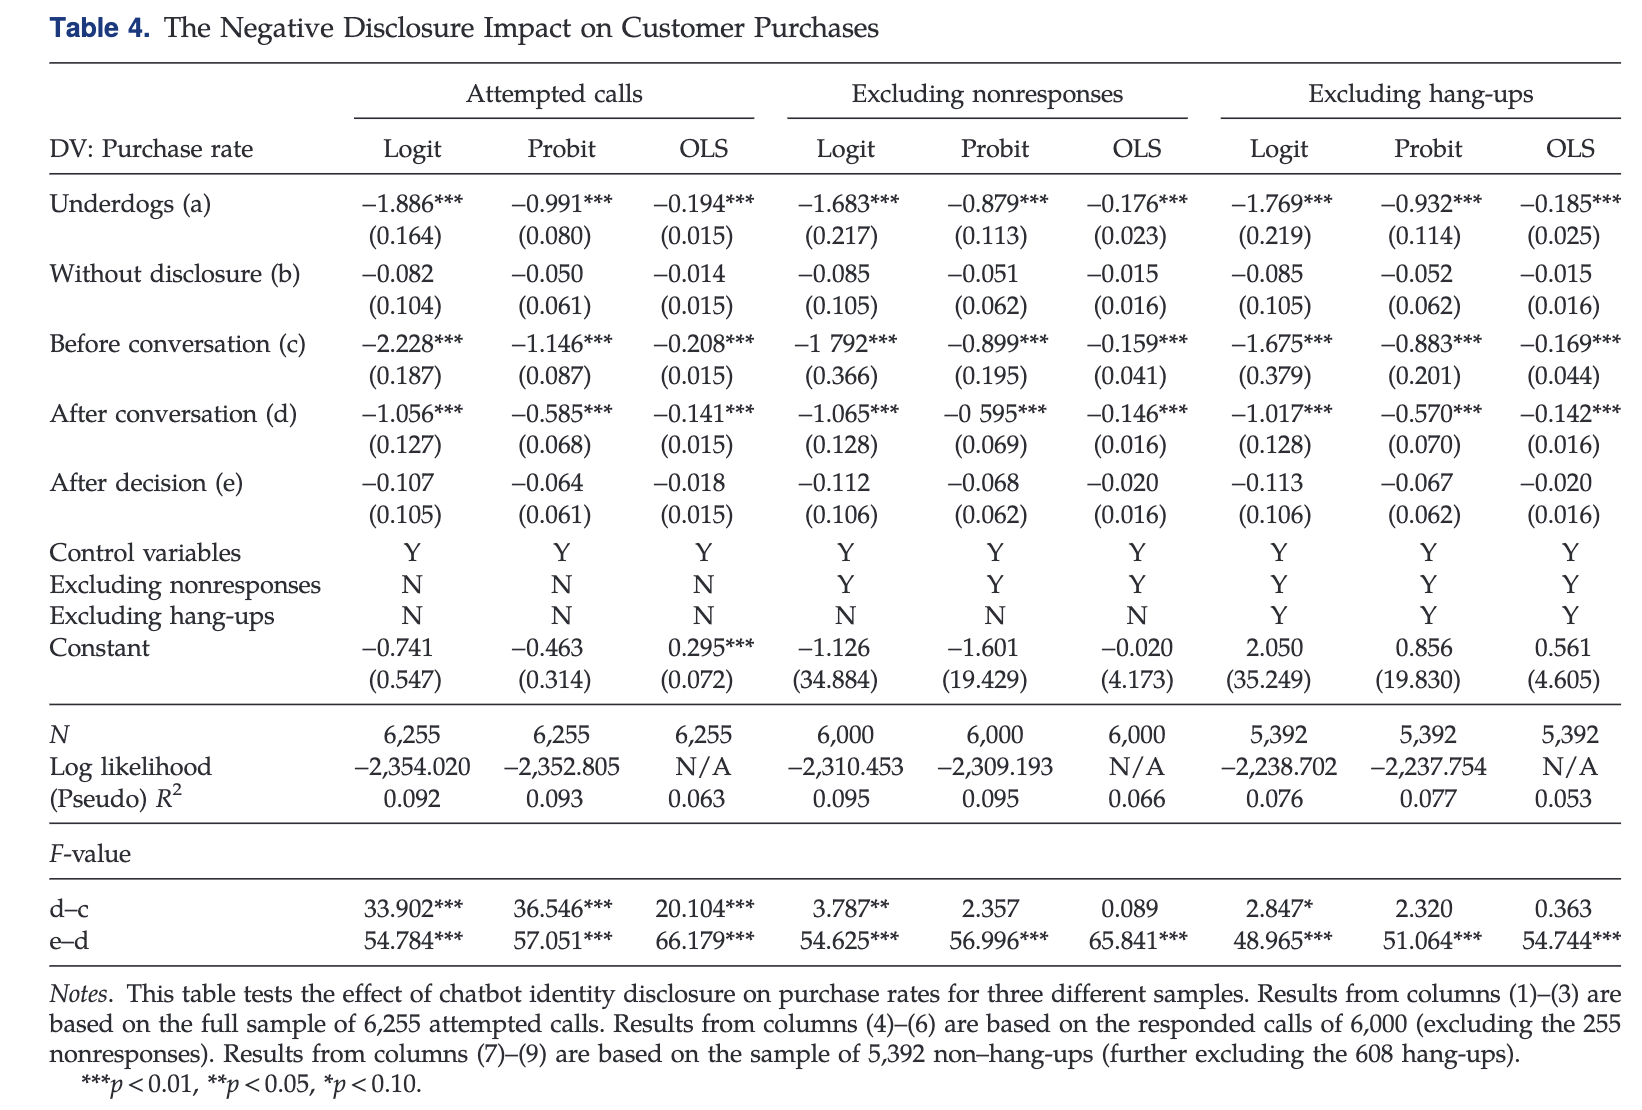 Table 4. The Negative Disclosure Impact on Customer Purchases
Attempted calls Excluding nonresponses Excluding hang-ups
DV: Purchase rate Logit Probit OLS Logit Probit OLS Logit Probit OLS
Underdogs (a) –1.886*** –0.991*** –0.194*** –1.683*** –0.879*** –0.176*** –1.769*** –0.932*** –0.185***
(0.164) (0.080) (0.015) (0.217) (0.113) (0.023) (0.219) (0.114) (0.025)
Without disclosure (b) –0.082 –0.050 –0.014 –0.085 –0.051 –0.015 –0.085 –0.052 –0.015
(0.104) (0.061) (0.015) (0.105) (0.062) (0.016) (0.105) (0.062) (0.016)
Before conversation (c) –2.228*** –1.146*** –0.208*** –1 792*** –0.899*** –0.159*** –1.675*** –0.883*** –0.169***
(0.187) (0.087) (0.015) (0.366) (0.195) (0.041) (0.379) (0.201) (0.044)
After conversation (d) –1.056*** –0.585*** –0.141*** –1.065*** –0 595*** –0.146*** –1.017*** –0.570*** –0.142***
(0.127) (0.068) (0.015) (0.128) (0.069) (0.016) (0.128) (0.070) (0.016)
After decision (e) –0.107 –0.064 –0.018 –0.112 –0.068 –0.020 –0.113 –0.067 –0.020
(0.105) (0.061) (0.015) (0.106) (0.062) (0.016) (0.106) (0.062) (0.016)
Control variables Y Y Y Y Y Y Y Y Y
Excluding nonresponses N N N Y Y Y Y Y Y
Excluding hang-ups N N N N N N Y Y Y
Constant –0.741 –0.463 0.295*** –1.126 –1.601 –0.020 2.050 0.856 0.561
(0.547) (0.314) (0.072) (34.884) (19.429) (4.173) (35.249) (19.830) (4.605)
N 6,255 6,255 6,255 6,000 6,000 6,000 5,392 5,392 5,392
Log likelihood –2,354.020 –2,352.805 N/A –2,310.453 –2,309.193 N/A –2,238.702 –2,237.754 N/A
(Pseudo) R² 0.092 0.093 0.063 0.095 0.095 0.066 0.076 0.077 0.053
F-value
d–c 33.902*** 36.546*** 20.104*** 3.787** 2.357 0.089 2.847* 2.320 0.363
e–d 54.784*** 57.051*** 66.179*** 54.625*** 56.996*** 65.841*** 48.965*** 51.064*** 54.744***
Notes. This table tests the effect of chatbot identity disclosure on purchase rates for three different samples. Results from columns (1)–(3) are
based on the full sample of 6,255 attempted calls. Results from columns (4)–(6) are based on the responded calls of 6,000 (excluding the 255
nonresponses). Results from columns (7)–(9) are based on the sample of 5,392 non–hang-ups (further excluding the 608 hang-ups).
***p < 0.01, **p < 0.05, *p < 0.10.